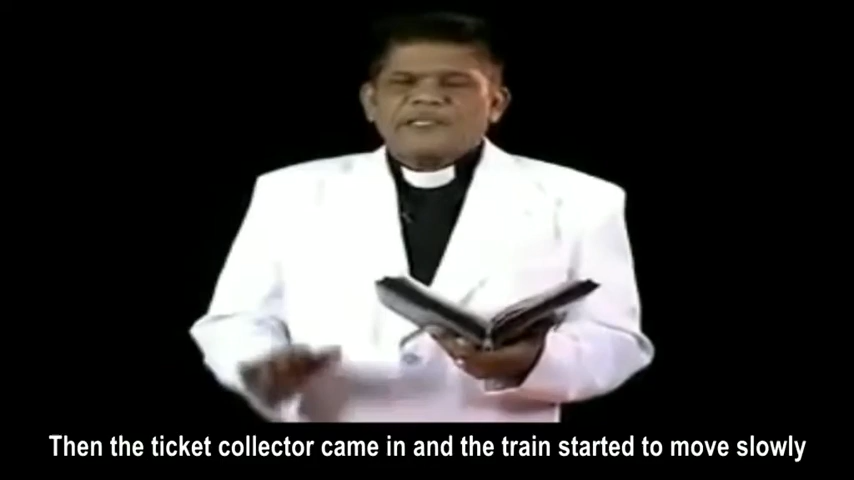 Then the ticket collector came in and the train started to move slowly